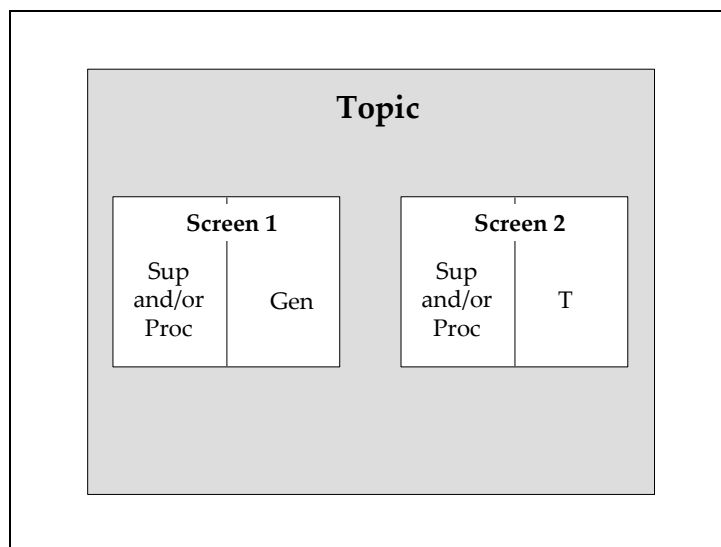 Topic
Screen 1
Sup
and/or
Proc
Gen
Screen 2
Sup
and/or
Proc
T